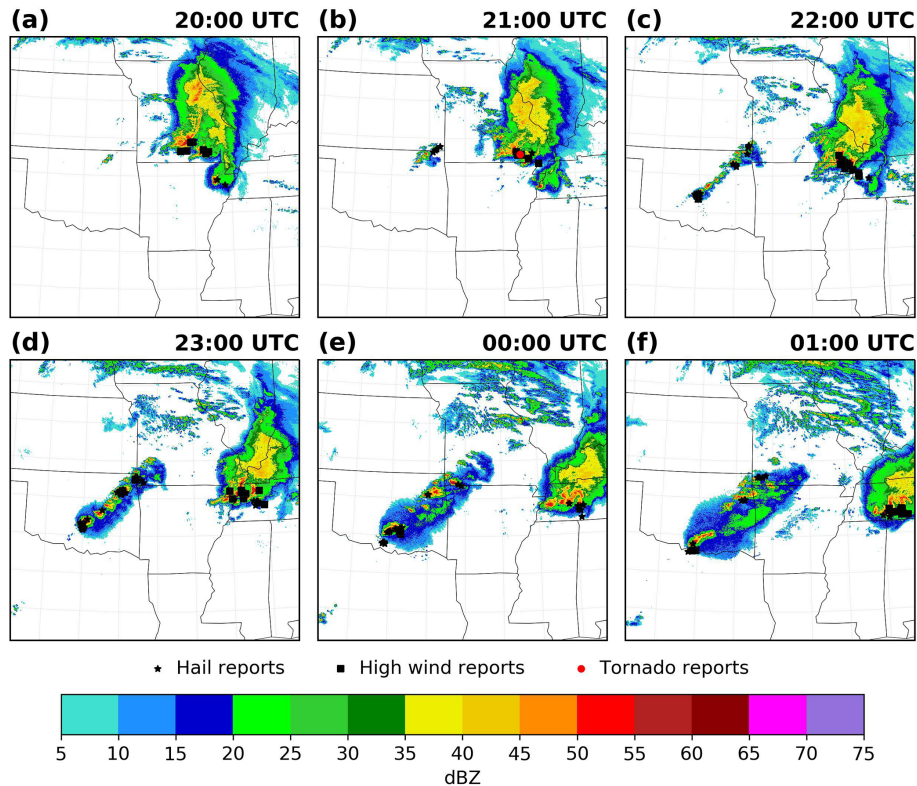 (a) 20:00 UTC (b) 21:00 UTC (c) 22:00 UTC
(d) 23:00 UTC (e) 00:00 UTC (f) 01:00 UTC
Hail reports High wind reports Tornado reports
5 10 15 20 25 30 35 40 45 50 55 60 65 70 75
dBZ